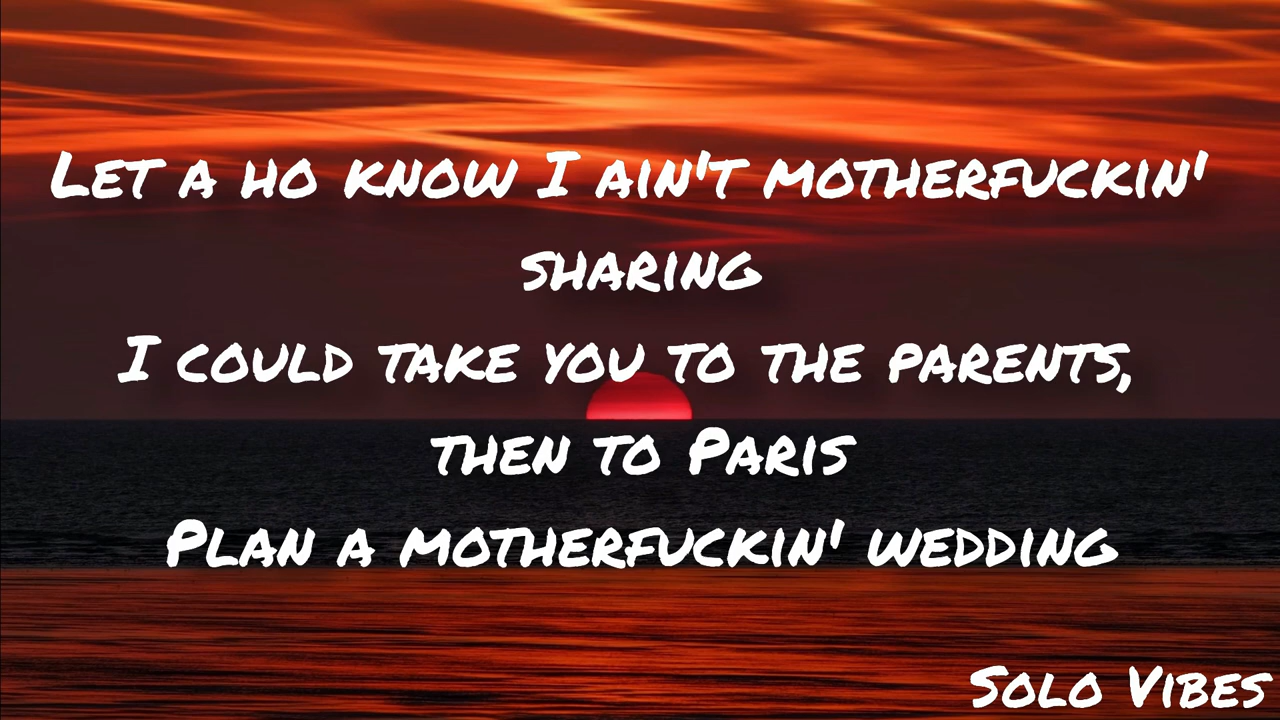 Let a ho know I ain't motherfuckin'
sharing
I could take you to the parents,
then to Paris
Plan a motherfuckin' wedding
Solo Vibes